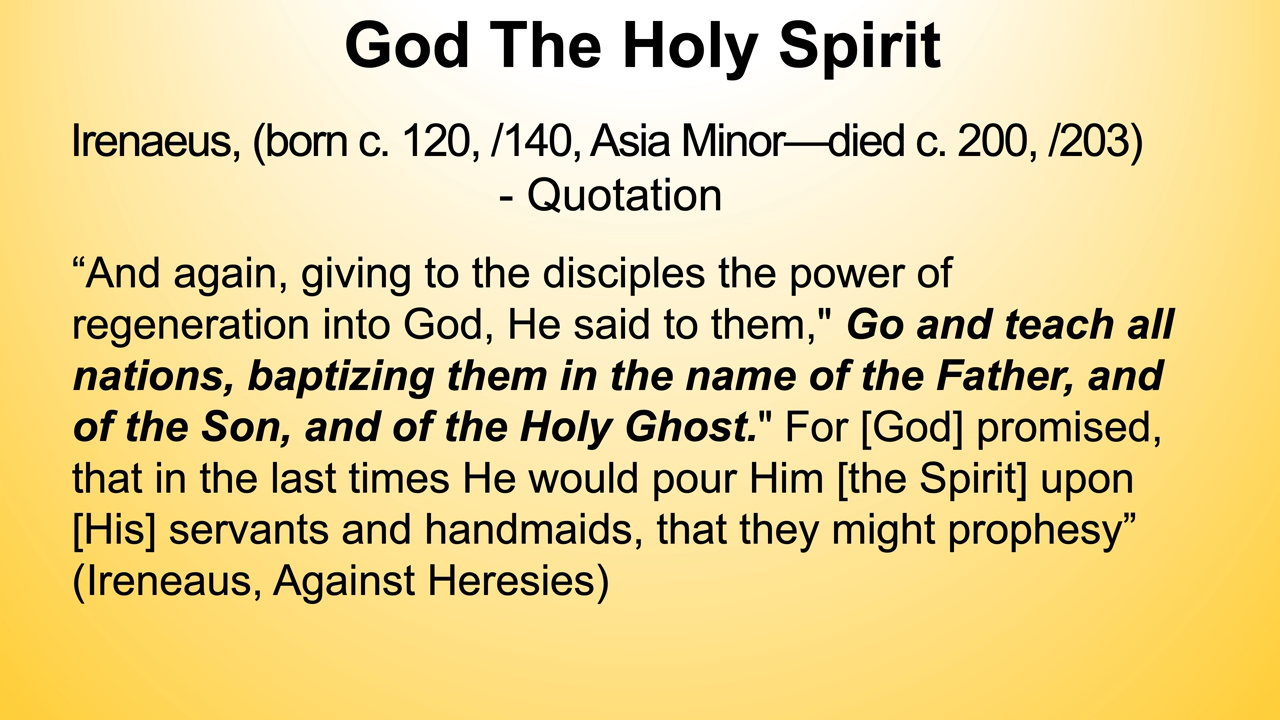 God The Holy Spirit
Irenaeus, (born c. 120, /140, Asia Minor—died c. 200, /203)
- Quotation
“And again, giving to the disciples the power of
regeneration into God, He said to them," Go and teach all
nations, baptizing them in the name of the Father, and
of the Son, and of the Holy Ghost." For [God] promised,
that in the last times He would pour Him [the Spirit] upon
[His] servants and handmaids, that they might prophesy”
(Ireneaus, Against Heresies)